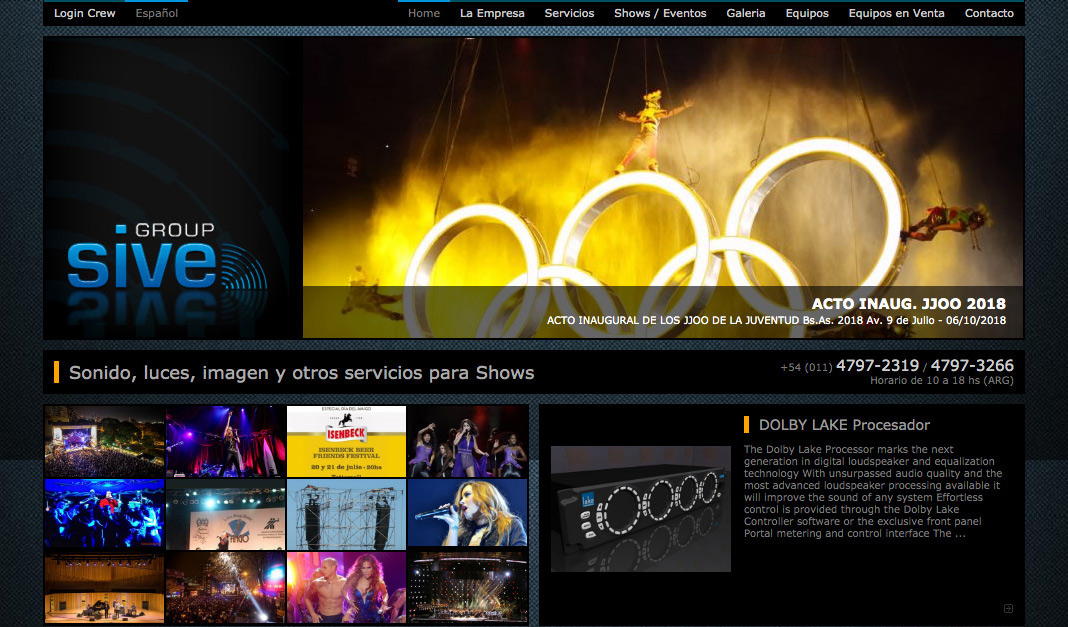 Login Crew
Español
Home
La Empresa
Servicios
Shows / Eventos
Galeria
Equipos
Equipos en Venta
Contacto
GROUP
sive
ACTO INAUG. JJOO 2018
ACTO INAUGURAL DE LOS JJOO DE LA JUVENTUD Bs.As. 2018 Av. 9 de Julio - 06/10/2018
Sonido, luces, imagen y otros servicios para Shows
+54 (011) 4797-2319 / 4797-3266
Horario de 10 a 18 hs (ARG)
ESPECIAL DIA DEL AMIGO
ISENBECK
ISENBECK BEER
FRIENDS FESTIVAL
20 y 21 de julio - 20hs
DOLBY LAKE Procesador
The Dolby Lake Processor marks the next
generation in digital loudspeaker and equalization
technology With unsurpassed audio quality and the
most advanced loudspeaker processing available it
will improve the sound of any system Effortless
control is provided through the Dolby Lake
Controller software or the exclusive front panel
Portal metering and control interface The ...
lake